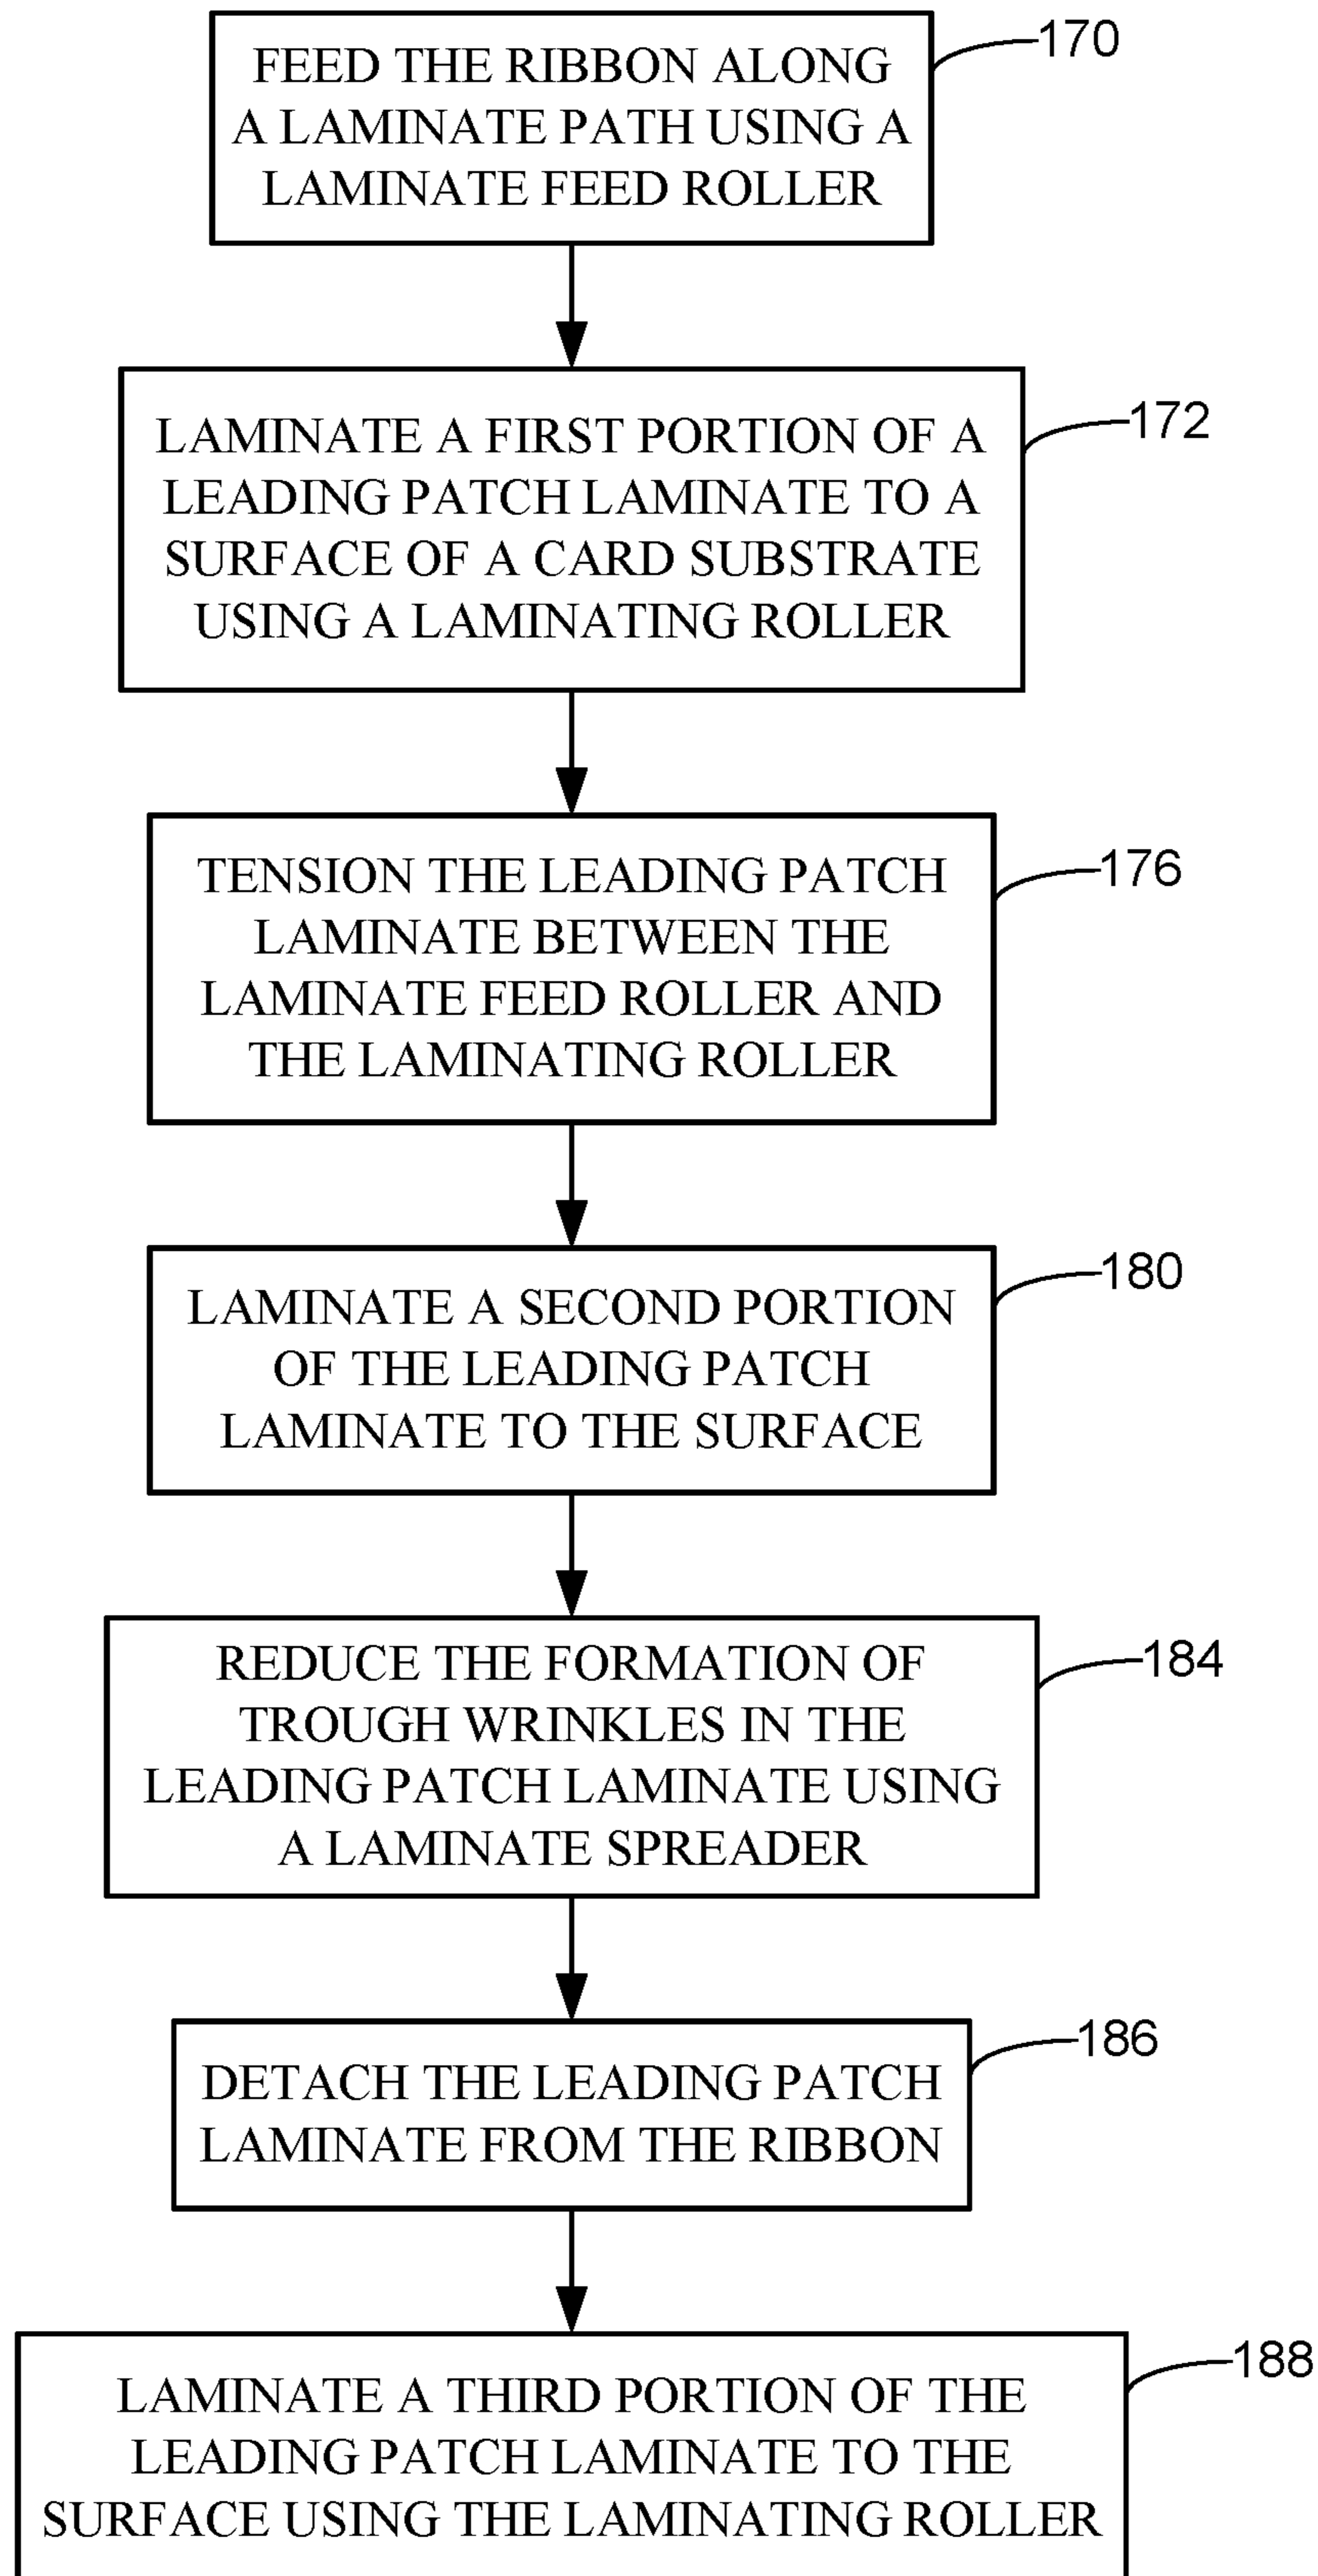 FEED THE RIBBON ALONG
A LAMINATE PATH USING A
LAMINATE FEED ROLLER
170
LAMINATE A FIRST PORTION OF A
LEADING PATCH LAMINATE TO A
SURFACE OF A CARD SUBSTRATE
USING A LAMINATING ROLLER
172
TENSION THE LEADING PATCH
LAMINATE BETWEEN THE
LAMINATE FEED ROLLER AND
THE LAMINATING ROLLER
176
LAMINATE A SECOND PORTION
OF THE LEADING PATCH
LAMINATE TO THE SURFACE
180
REDUCE THE FORMATION OF
TROUGH WRINKLES IN THE
LEADING PATCH LAMINATE USING
A LAMINATE SPREADER
184
DETACH THE LEADING PATCH
LAMINATE FROM THE RIBBON
186
LAMINATE A THIRD PORTION OF THE
LEADING PATCH LAMINATE TO THE
SURFACE USING THE LAMINATING ROLLER
188